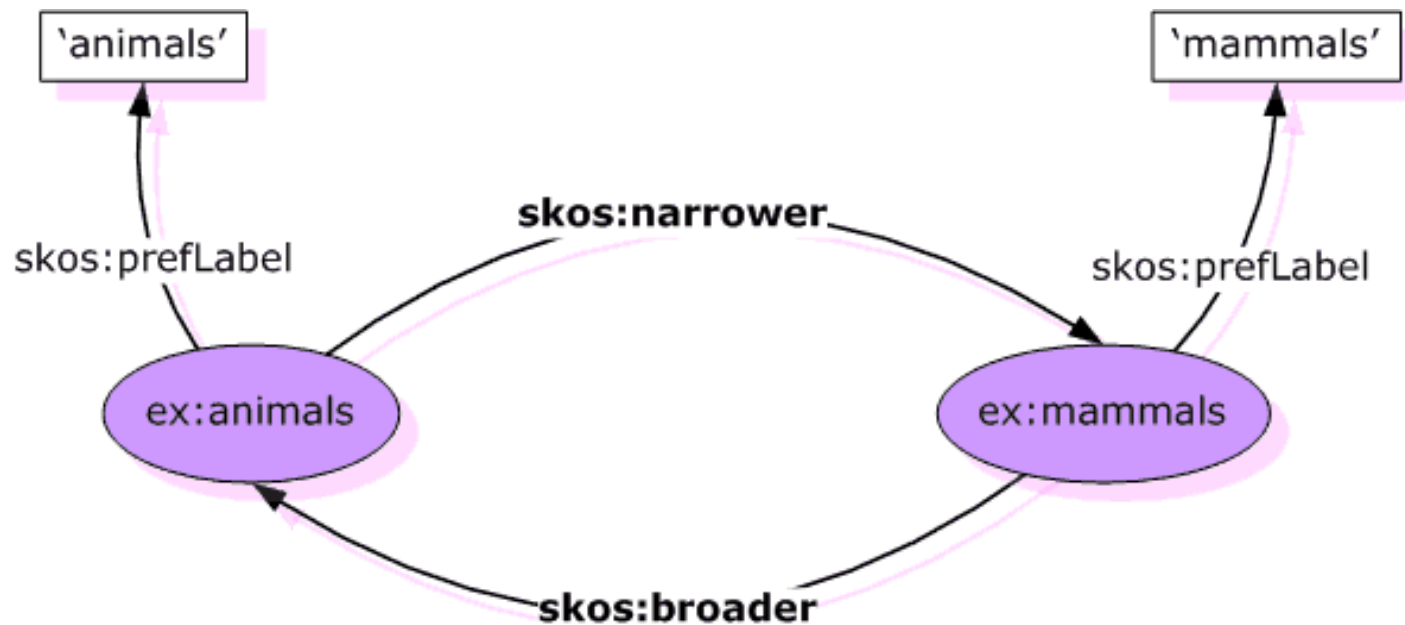 ‘animals’
‘mammals’
skos:narrower
skos:prefLabel
skos:prefLabel
ex:animals
ex:mammals
skos:broader